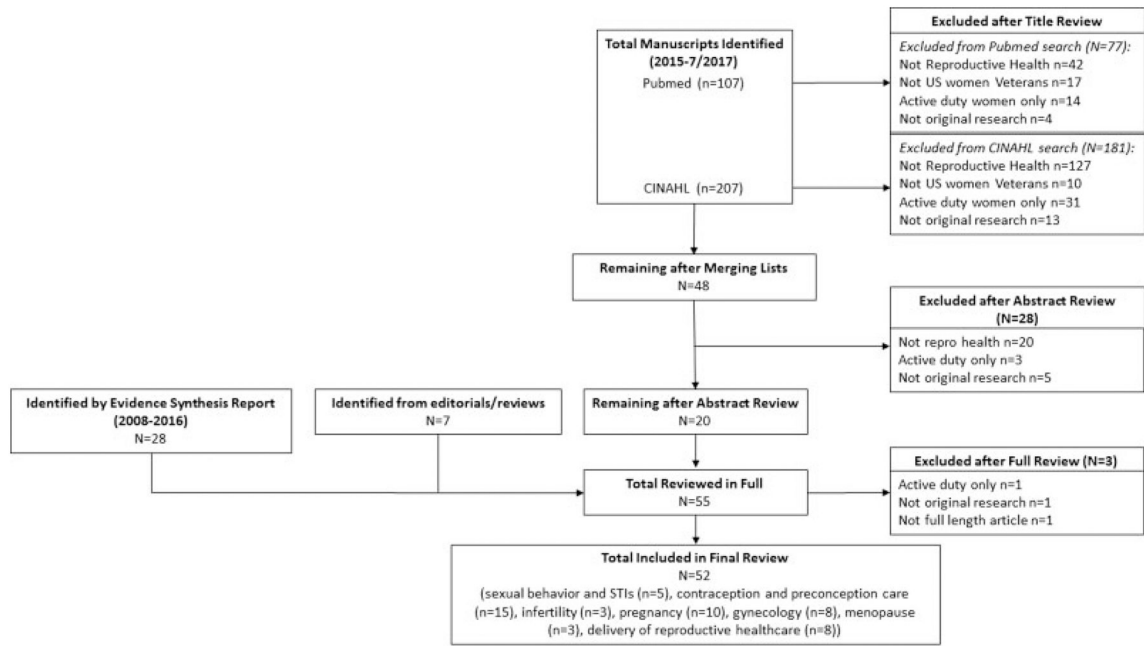 Total Manuscripts Identified
(2015-7/2017)
Pubmed (n=107)
CINAHL (n=207)
Excluded after Title Review
Excluded from Pubmed search (N=77):
Not Reproductive Health n=42
Not US women Veterans n=17
Active duty women only n=14
Not original research n=4
Excluded from CINAHL search (N=181):
Not Reproductive Health n=127
Not US women Veterans n=10
Active duty women only n=31
Not original research n=13
Remaining after Merging Lists
N=48
Excluded after Abstract Review
(N=28)
Not repro health n=20
Active duty only n=3
Not original research n=5
Identified by Evidence Synthesis Report
(2008-2016)
N=28
Identified from editorials/reviews
N=7
Remaining after Abstract Review
N=20
Total Reviewed in Full
N=55
Excluded after Full Review (N=3)
Active duty only n=1
Not original research n=1
Not full length article n=1
Total Included in Final Review
N=52
(sexual behavior and STIs (n=5), contraception and preconception care
(n=15), infertility (n=3), pregnancy (n=10), gynecology (n=8), menopause
(n=3), delivery of reproductive healthcare (n=8))